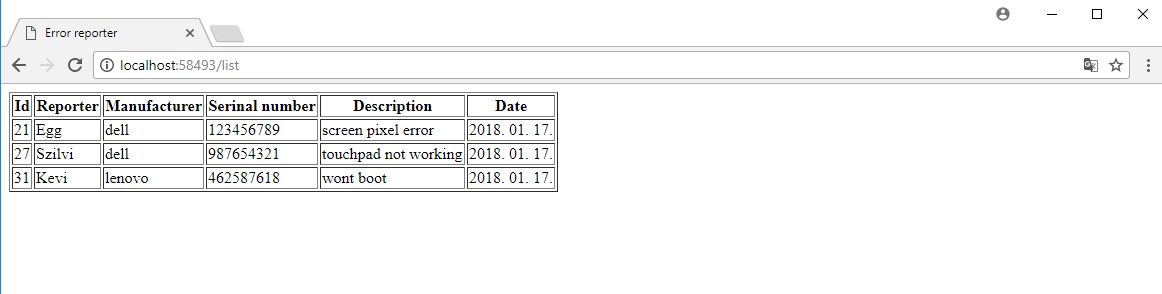 Error reporter
localhost:58493/list
Id Reporter Manufacturer Serinal number Description Date
21 Egg dell 123456789 screen pixel error 2018. 01. 17.
27 Szilvi dell 987654321 touchpad not working 2018. 01. 17.
31 Kevi lenovo 462587618 wont boot 2018. 01. 17.